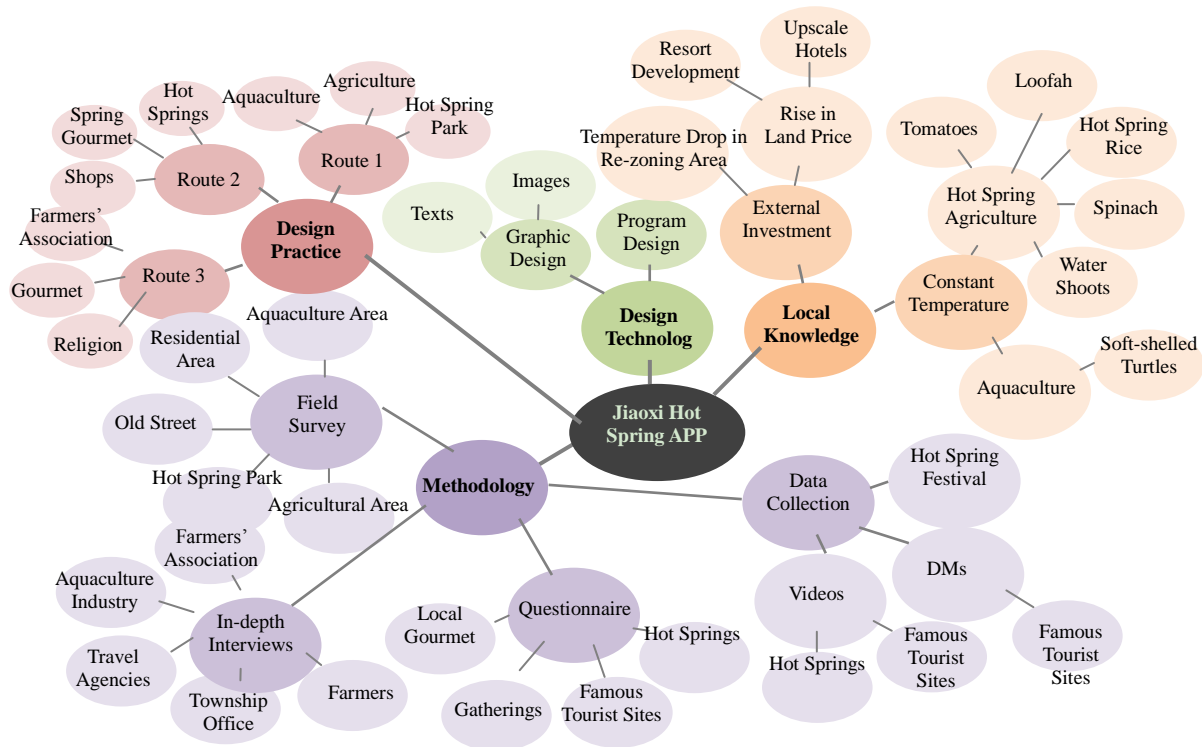 Upscale
Hotels
Resort
Development
Rise in
Land Price
Temperature Drop in
Re-zoning Area
External
Investment
Local
Knowledge
Loofah
Tomatoes
Hot Spring
Rice
Hot Spring
Agriculture
Spinach
Water
Shoots
Constant
Temperature
Soft-shelled
Turtles
Aquaculture
Hot
Springs
Spring
Gourmet
Shops
Route 2
Aquaculture
Agriculture
Hot Spring
Park
Route 1
Farmers’
Association
Gourmet
Religion
Route 3
Design
Practice
Texts
Images
Graphic
Design
Program
Design
Design
Technolog
Jiaoxi Hot
Spring APP
Aquaculture Area
Residential
Area
Field
Survey
Old Street
Hot Spring Park
Agricultural Area
Methodology
Farmers’
Association
Aquaculture
Industry
In-depth
Interviews
Travel
Agencies
Township
Office
Farmers
Questionnaire
Local
Gourmet
Gatherings
Famous
Tourist Sites
Hot Springs
Data
Collection
Hot Spring
Festival
DMs
Famous
Tourist
Sites
Videos
Hot Springs
Famous
Tourist
Sites